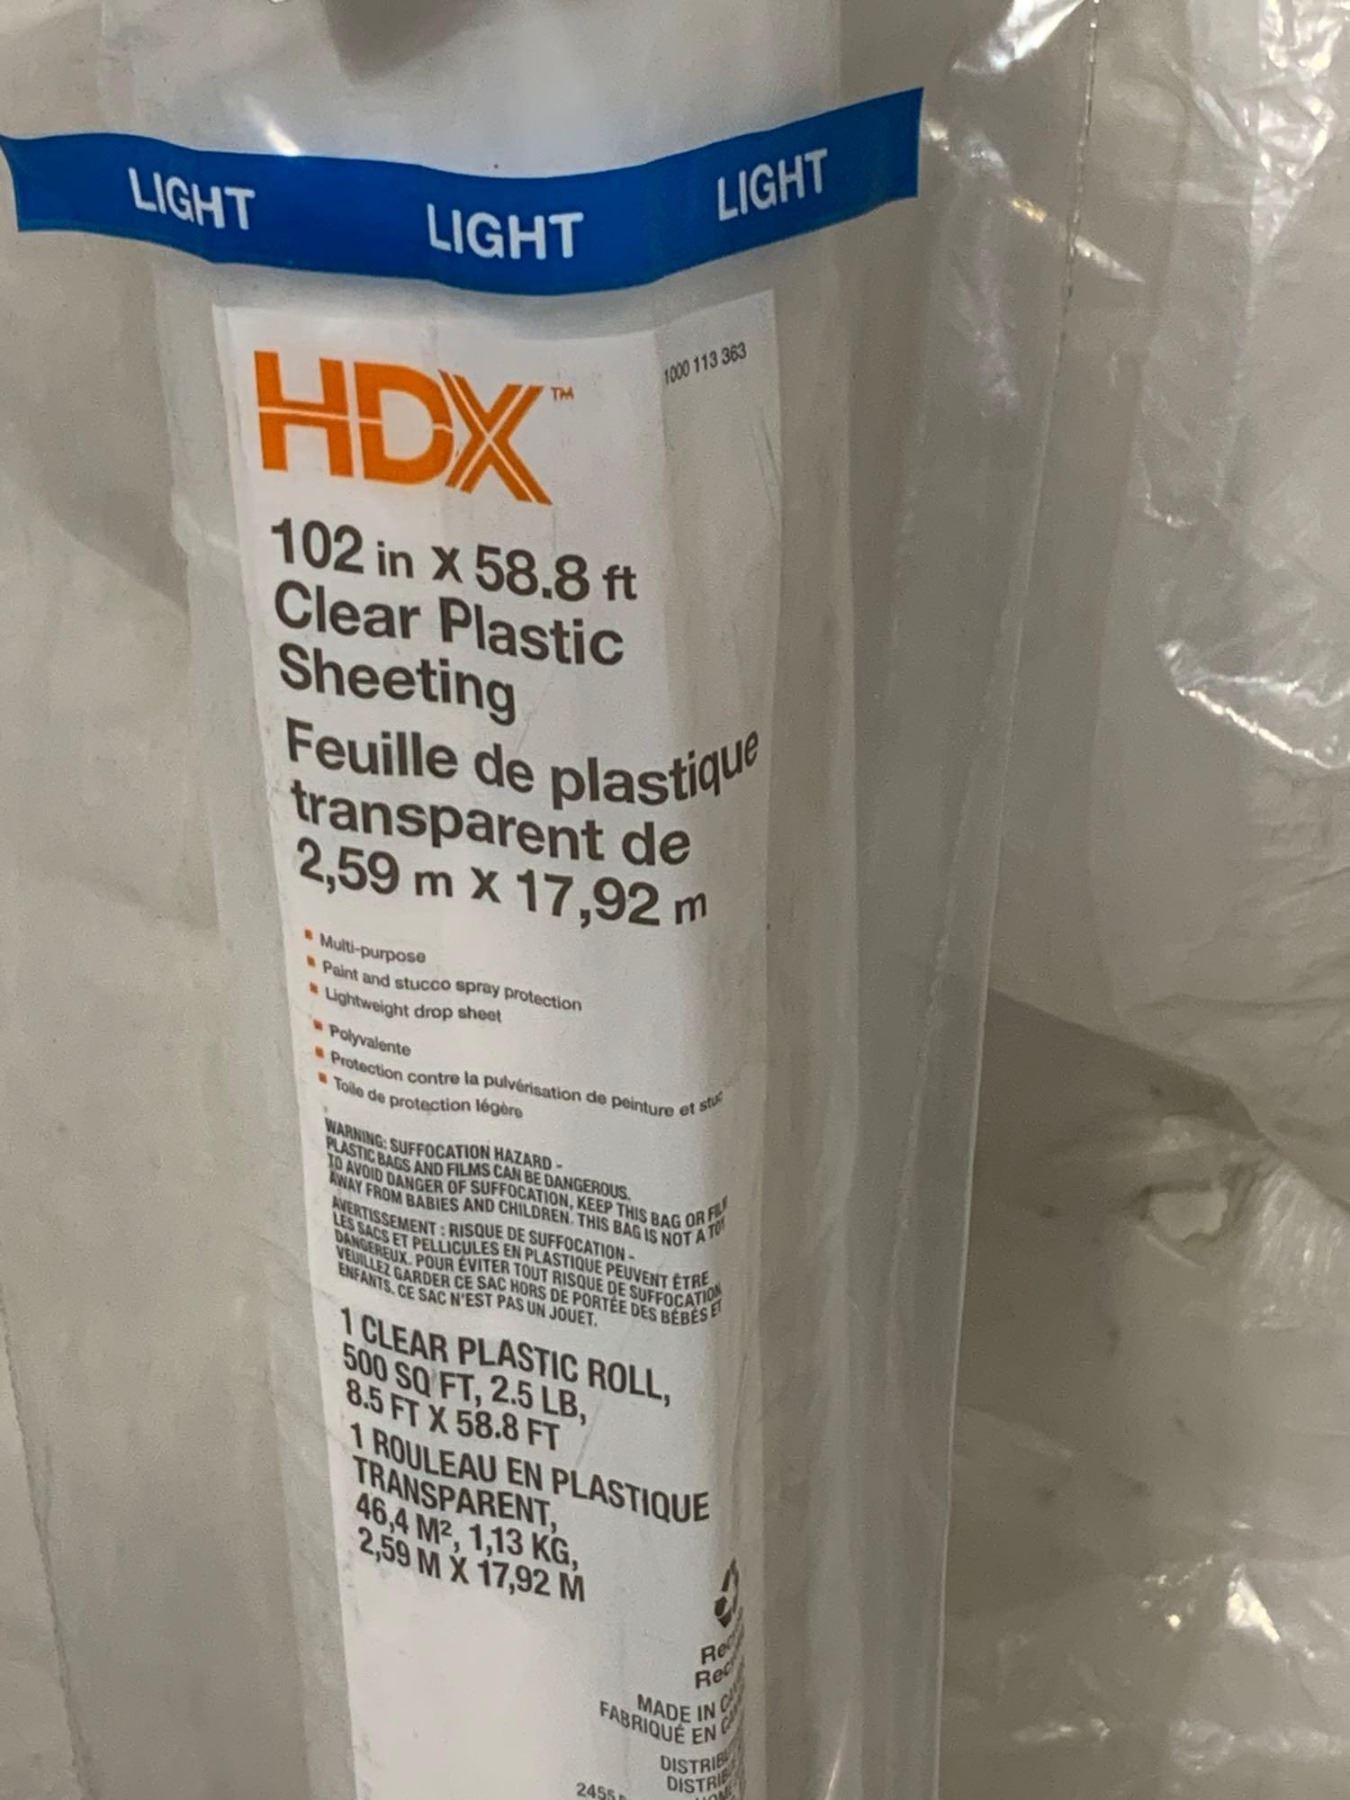 LIGHT LIGHT LIGHT
HDX™
1000 113 363
102 in X 58.8 ft
Clear Plastic
Sheeting
Feuille de plastique
transparent de
2,59 m X 17,92 m
Multi-purpose
Paint and stucco spray protection
Lightweight drop sheet
Polyvalente
Protection contre la pulvérisation de peinture et stuc
Toile de protection légère
WARNING: SUFFOCATION HAZARD -
PLASTIC BAGS AND FILMS CAN BE DANGEROUS.
TO AVOID DANGER OF SUFFOCATION, KEEP THIS BAG OR FILM
AWAY FROM BABIES AND CHILDREN. THIS BAG IS NOT A TOY
AVERTISSEMENT : RISQUE DE SUFFOCATION -
LES SACS ET PELLICULES EN PLASTIQUE PEUVENT ÊTRE
DANGEREUX. POUR ÉVITER TOUT RISQUE DE SUFFOCATION
VEUILLEZ GARDER CE SAC HORS DE PORTÉE DES BÉBÉS ET
ENFANTS. CE SAC N'EST PAS UN JOUET.
1 CLEAR PLASTIC ROLL,
500 SQ FT, 2.5 LB,
8.5 FT X 58.8 FT
1 ROULEAU EN PLASTIQUE
TRANSPARENT,
46,4 M², 1,13 KG,
2,59 M X 17,92 M
MADE IN
FABRIQUÉ EN